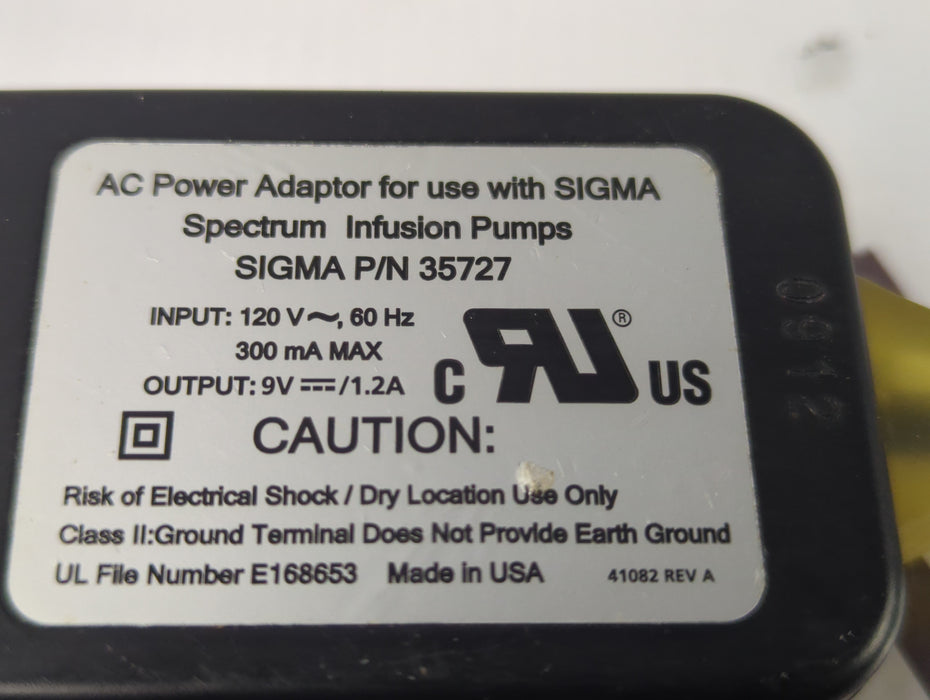 AC Power Adaptor for use with SIGMA
Spectrum Infusion Pumps
SIGMA P/N 35727
INPUT: 120 V~, 60 Hz
300 mA MAX
OUTPUT: 9V ⎓/1.2A
C RU® US
CAUTION:
Risk of Electrical Shock / Dry Location Use Only
Class II:Ground Terminal Does Not Provide Earth Ground
UL File Number E168653 Made in USA 41082 REV A
0912